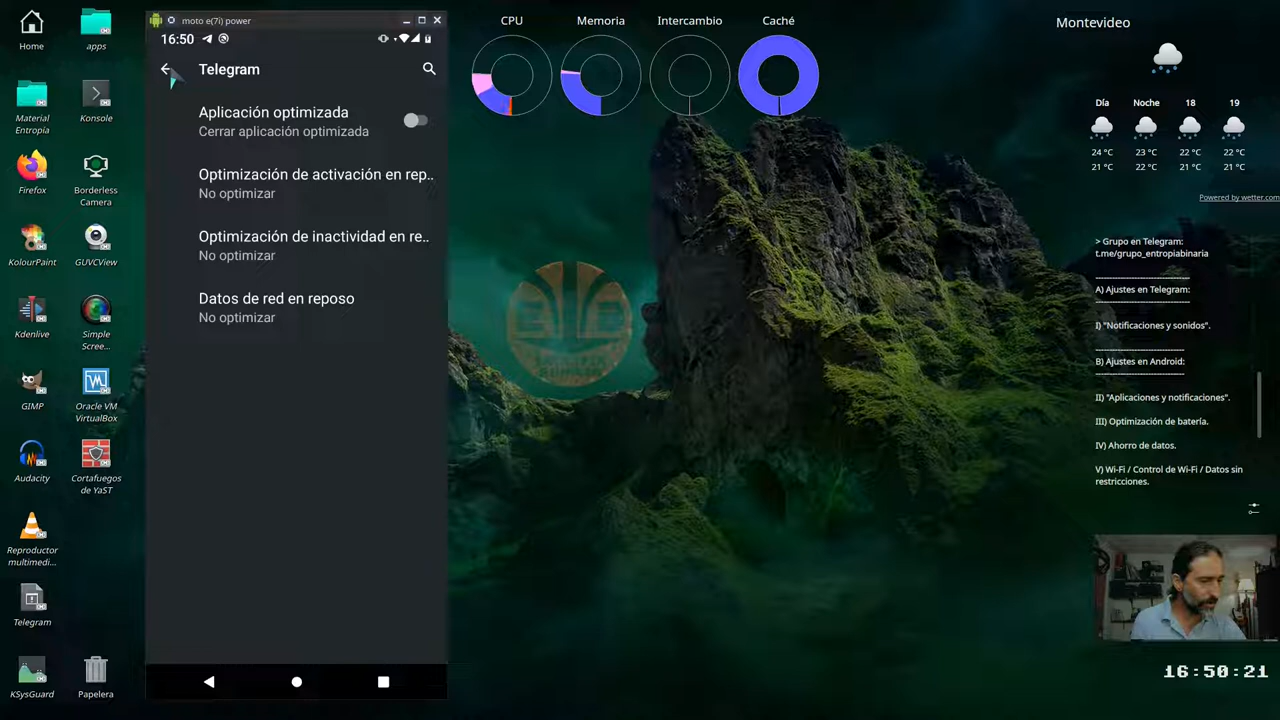 Home
apps
Material
Entropía
Konsole
Firefox
Borderless
Camera
KolourPaint
GUVCView
Kdenlive
Simple
Scree...
GIMP
Oracle VM
VirtualBox
Audacity
Cortafuegos
de YaST
Reproductor
multimedi...
Telegram
KSysGuard
Papelera
moto e(7i) power
16:50
Telegram
Aplicación optimizada
Cerrar aplicación optimizada
Optimización de activación en rep..
No optimizar
Optimización de inactividad en re..
No optimizar
Datos de red en reposo
No optimizar
CPU
Memoria
Intercambio
Caché
Montevideo
Día
Noche
18
19
24 °C
23 °C
22 °C
22 °C
21 °C
22 °C
21 °C
21 °C
Powered by wetter.com
> Grupo en Telegram:
t.me/grupo_entropiabinaria
----------------------------------
A) Ajustes en Telegram:
----------------------------------
I) "Notificaciones y sonidos".
--------------------------------
B) Ajustes en Android:
--------------------------------
II) "Aplicaciones y notificaciones".
III) Optimización de batería.
IV) Ahorro de datos.
V) Wi-Fi / Control de Wi-Fi / Datos sin
restricciones.
16:50:21